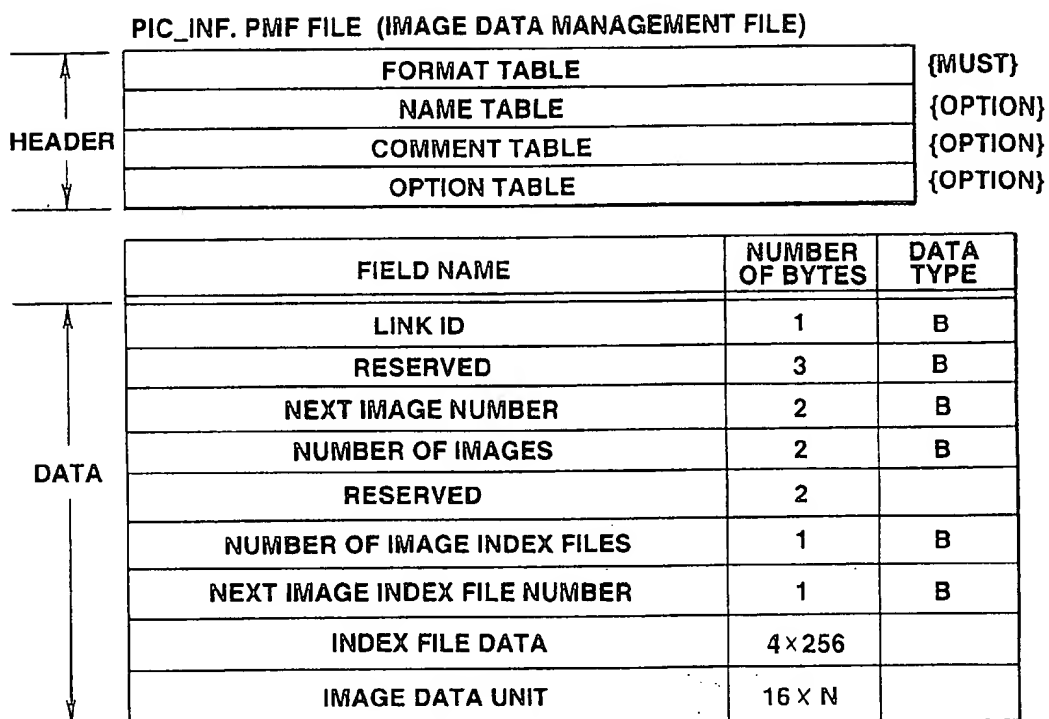 PIC_INF. PMF FILE (IMAGE DATA MANAGEMENT FILE)
HEADER
FORMAT TABLE {MUST}
NAME TABLE {OPTION}
COMMENT TABLE {OPTION}
OPTION TABLE {OPTION}
FIELD NAME NUMBER OF BYTES DATA TYPE
DATA
LINK ID 1 B
RESERVED 3 B
NEXT IMAGE NUMBER 2 B
NUMBER OF IMAGES 2 B
RESERVED 2
NUMBER OF IMAGE INDEX FILES 1 B
NEXT IMAGE INDEX FILE NUMBER 1 B
INDEX FILE DATA 4×256
IMAGE DATA UNIT 16×N